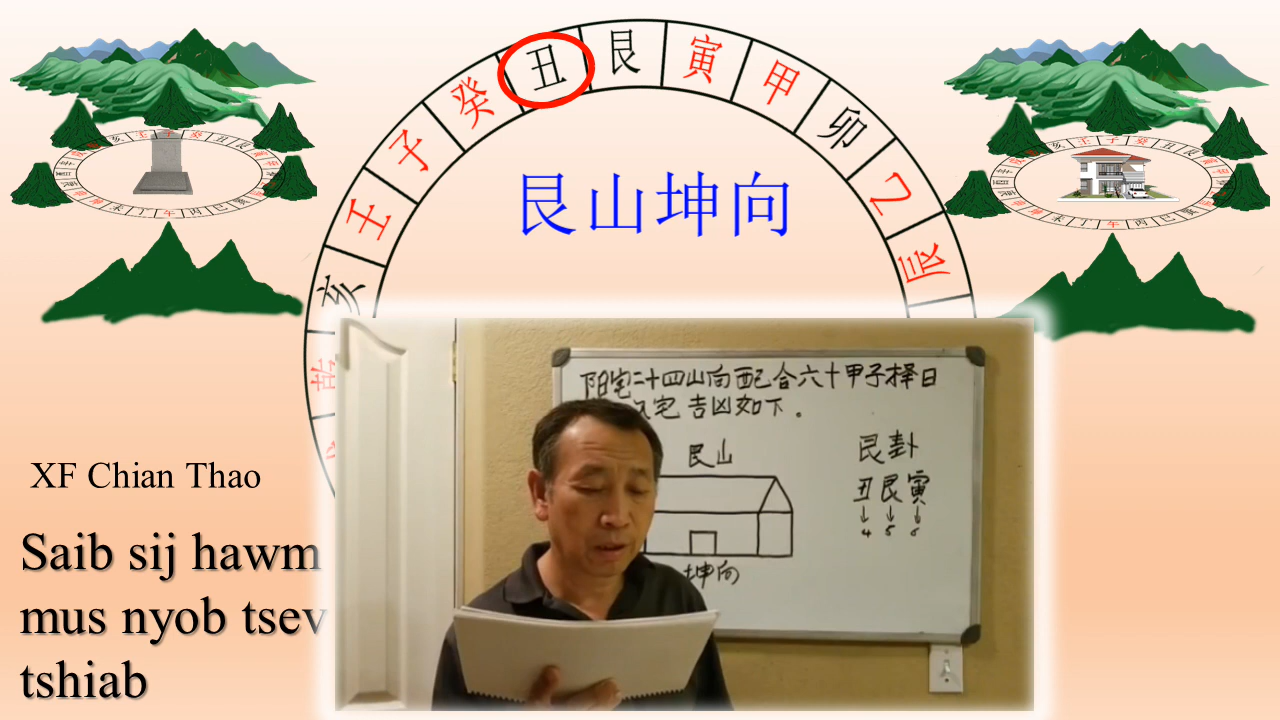 癸 丑 艮 寅 甲
子 卯
壬 乙
亥 辰
乾
艮山坤向
XF Chian Thao
Saib sij hawm
mus nyob tsev
tshiab
阳宅二十四山向配合六十甲子择日
宅吉凶如下。
艮山
坤向
艮卦
丑艮寅
↓ ↓ ↓
4 5 6